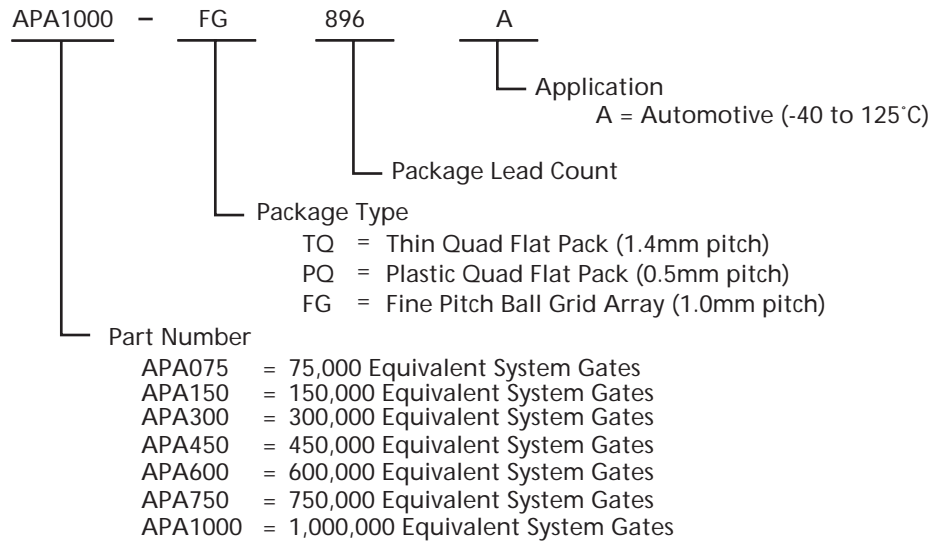 APA1000 – FG 896 A
Application
A = Automotive (-40 to 125˚C)
Package Lead Count
Package Type
TQ = Thin Quad Flat Pack (1.4mm pitch)
PQ = Plastic Quad Flat Pack (0.5mm pitch)
FG = Fine Pitch Ball Grid Array (1.0mm pitch)
Part Number
APA075 = 75,000 Equivalent System Gates
APA150 = 150,000 Equivalent System Gates
APA300 = 300,000 Equivalent System Gates
APA450 = 450,000 Equivalent System Gates
APA600 = 600,000 Equivalent System Gates
APA750 = 750,000 Equivalent System Gates
APA1000 = 1,000,000 Equivalent System Gates